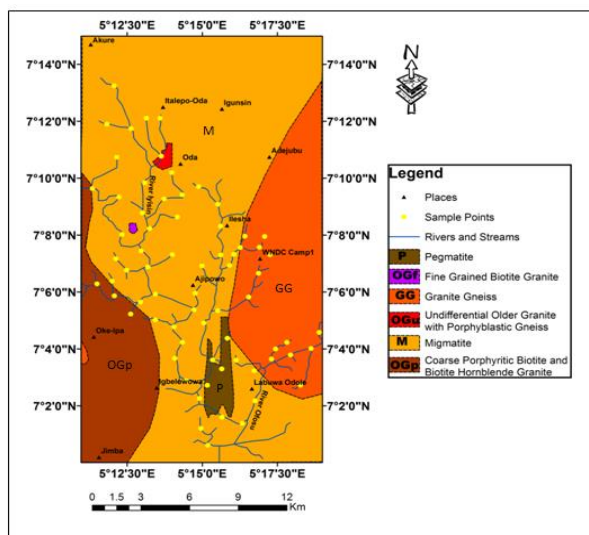 5°12'30"E 5°15'0"E 5°17'30"E
N
Akure
7°14'0"N 7°14'0"N
Italepo-Oda Igunsin
7°12'0"N M 7°12'0"N
Adejubu
Oda
7°10'0"N 7°10'0"N
River Iyisin
Ilesha
7°8'0"N 7°8'0"N
WNDC Camp1
Ajipowo GG
7°6'0"N 7°6'0"N
Oke-ipa
7°4'0"N 7°4'0"N
OGp
Igbelowowa P Labuwa Odole
7°2'0"N 7°2'0"N
River Ofosu
Jimba
5°12'30"E 5°15'0"E 5°17'30"E
0 1.5 3 6 9 12
Km
Legend
Places
Sample Points
Rivers and Streams
P Pegmatite
OGf Fine Grained Biotite Granite
GG Granite Gneiss
OGu Undifferential Older Granite
with Porphyblastic Gneiss
M Migmatite
OGp Coarse Porphyritic Biotite and
Biotite Hornblende Granite